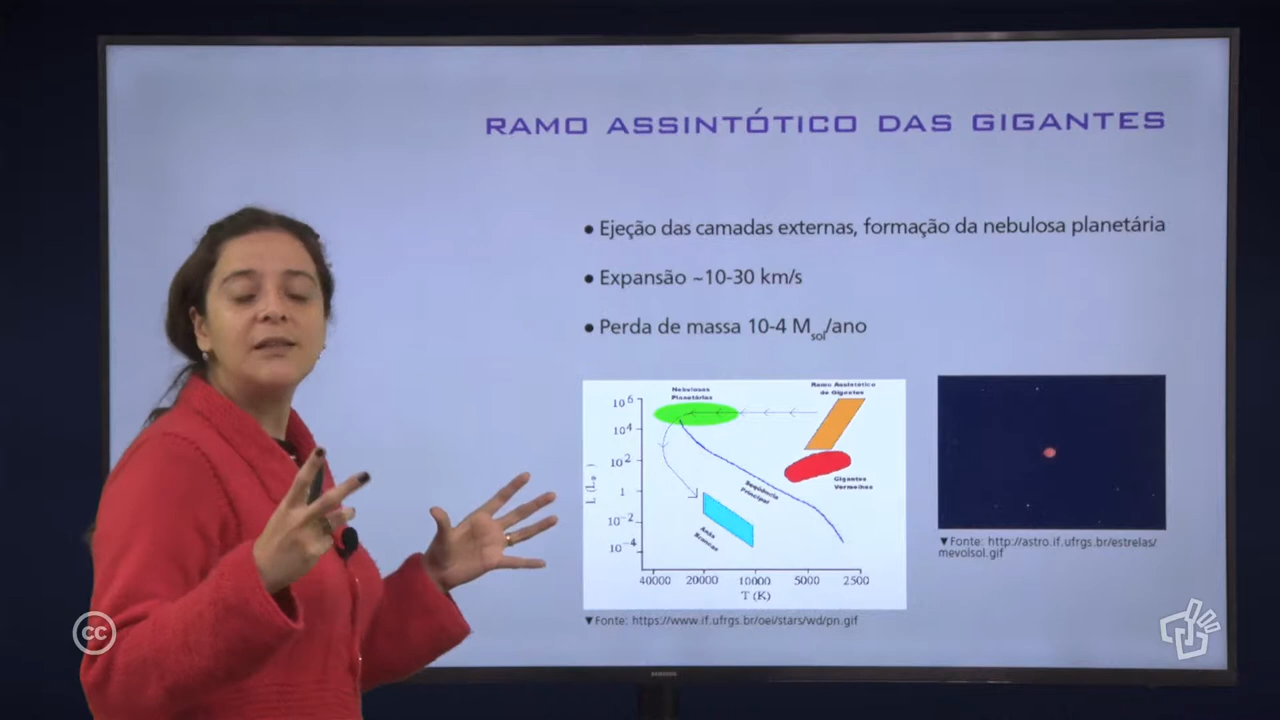 RAMO ASSINTÓTICO DAS GIGANTES
● Ejeção das camadas externas, formação da nebulosa planetária
● Expansão ~10-30 km/s
● Perda de massa 10-4 Msol/ano
Nebulosas
Planetárias
Ramo Assintótico
de Gigantes
10⁶
10⁴
10²
1
10⁻²
10⁻⁴
Gigantes
Vermelhas
Seqüência
Principal
Anãs
Brancas
40000 20000 10000 5000 2500
T (K)
▼Fonte: https://www.if.ufrgs.br/oei/stars/wd/pn.gif
▼Fonte: http://astro.if.ufrgs.br/estrelas/
mevolsol.gif
SAMSUNG
cc